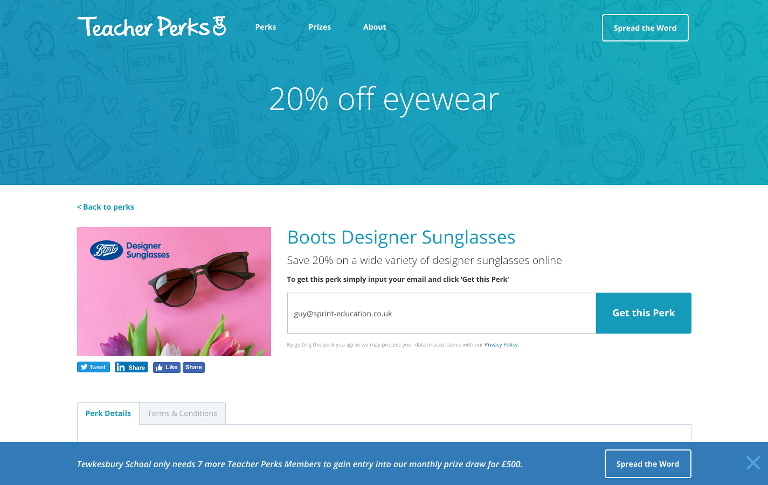 Teacher Perks
Perks
Prizes
About
Spread the Word
WELCOME
WELCOME
20% off eyewear
< Back to perks
Boots
Designer
Sunglasses
Boots Designer Sunglasses
Save 20% on a wide variety of designer sunglasses online
To get this perk simply input your email and click 'Get this Perk'
guy@sprint-education.co.uk
Get this Perk
By getting this perk you agree we may process your data in accordance with our Privacy Policy.
Tweet
in Share
Like
Share
Perk Details
Terms & Conditions
Tewkesbury School only needs 7 more Teacher Perks Members to gain entry into our monthly prize draw for £500.
Spread the Word